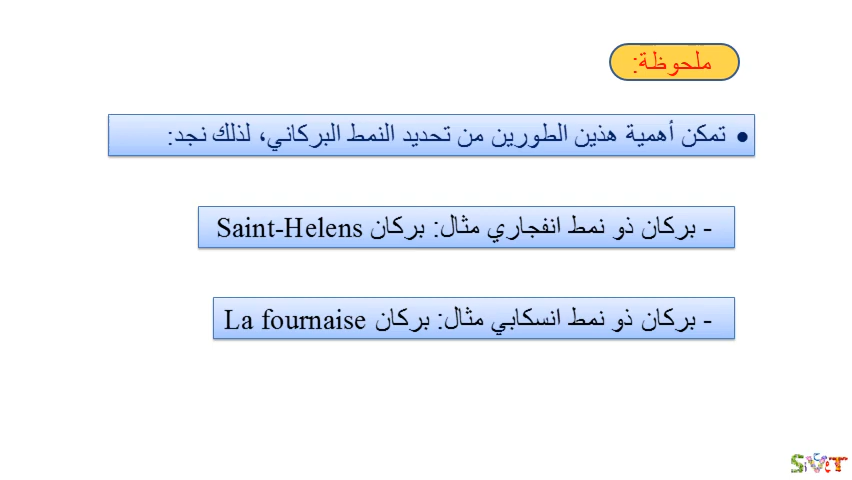 ملحوظة:
• تمكن أهمية هذين الطورين من تحديد النمط البركاني، لذلك نجد:
- بركان ذو نمط انفجاري مثال: بركان Saint-Helens
- بركان ذو نمط انسكابي مثال: بركان La fournaise